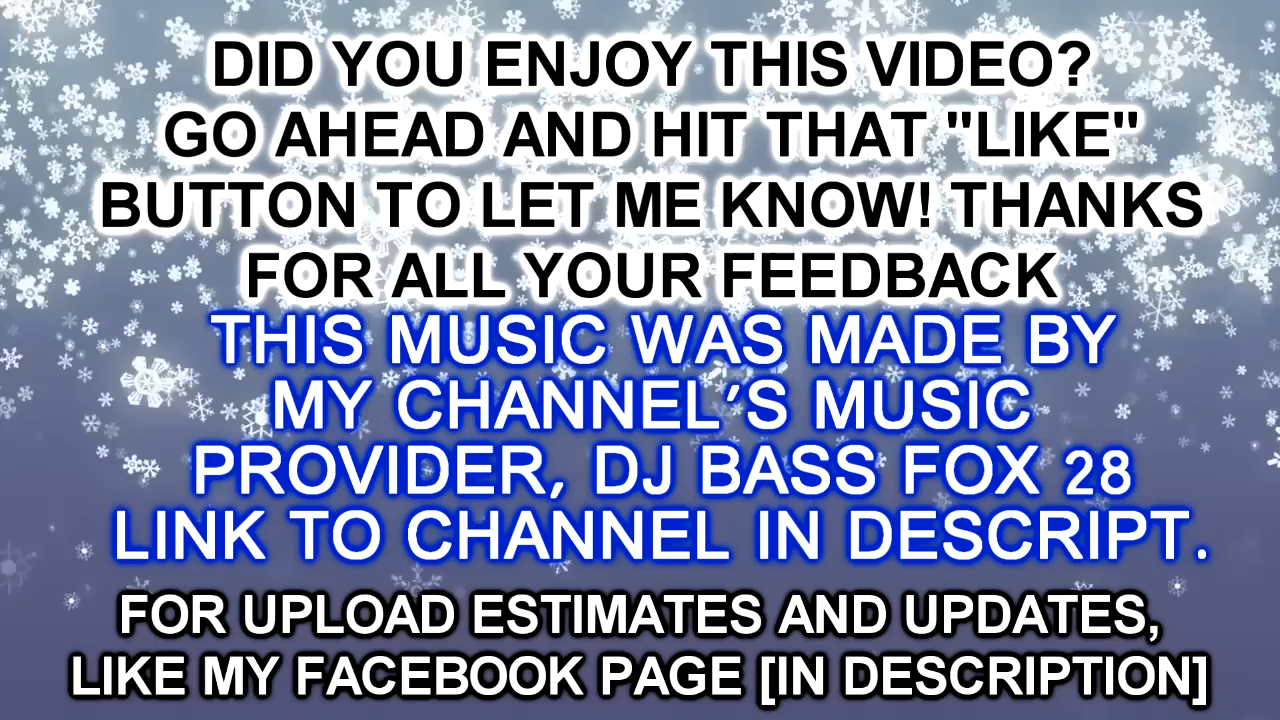 DID YOU ENJOY THIS VIDEO?
GO AHEAD AND HIT THAT "LIKE"
BUTTON TO LET ME KNOW! THANKS
FOR ALL YOUR FEEDBACK
THIS MUSIC WAS MADE BY
MY CHANNEL'S MUSIC
PROVIDER, DJ BASS FOX 28
LINK TO CHANNEL IN DESCRIPT.
FOR UPLOAD ESTIMATES AND UPDATES,
LIKE MY FACEBOOK PAGE [IN DESCRIPTION]